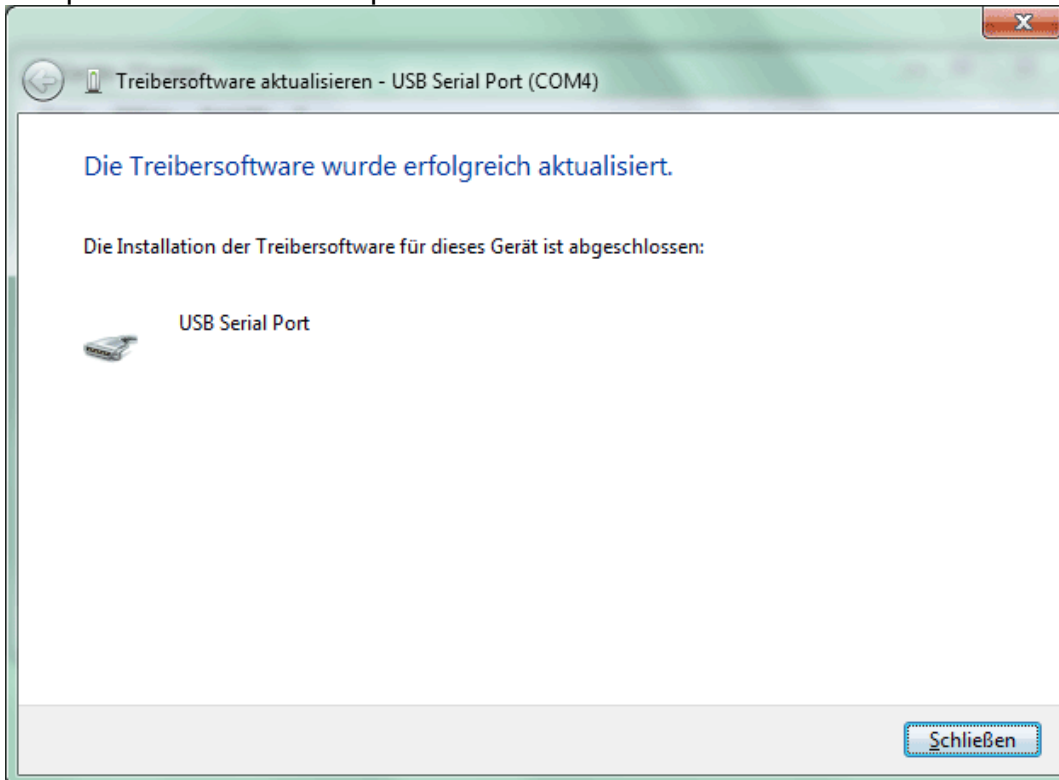 Treibersoftware aktualisieren - USB Serial Port (COM4)
Die Treibersoftware wurde erfolgreich aktualisiert.
Die Installation der Treibersoftware für dieses Gerät ist abgeschlossen:
USB Serial Port
Schließen